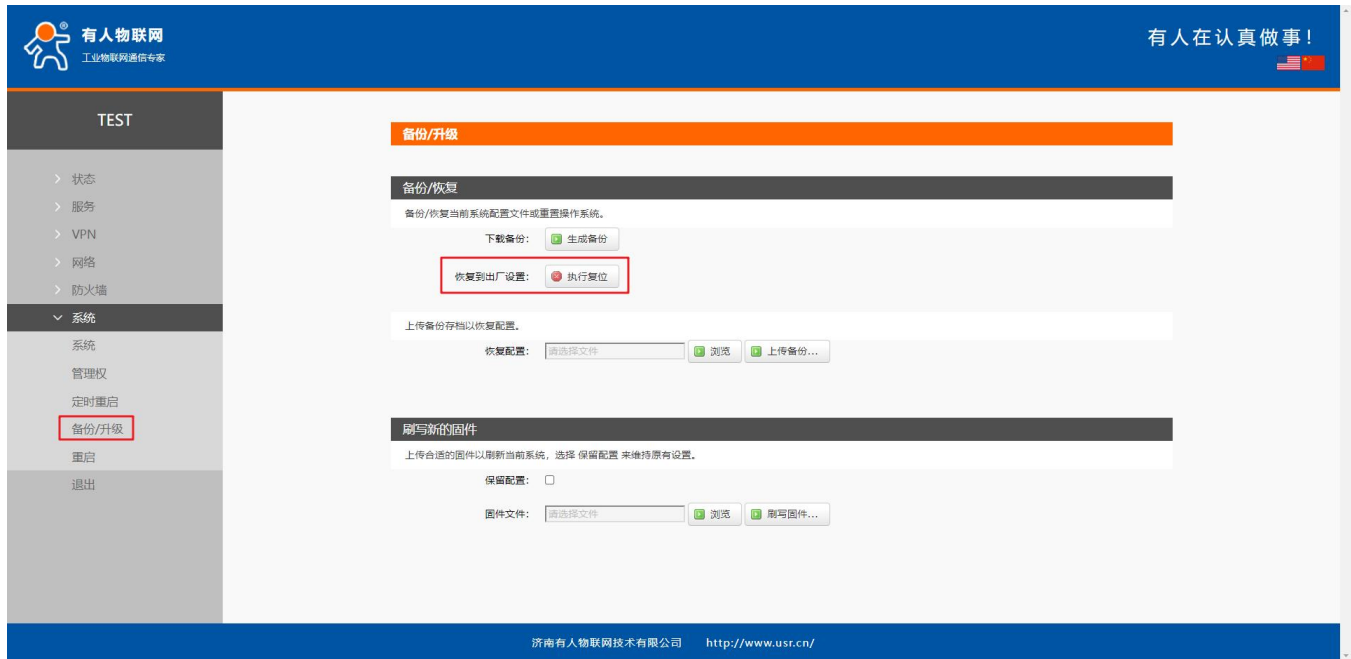 有人物联网
®
工业物联网通信专家
有人在认真做事!
TEST
状态
服务
VPN
网络
防火墙
系统
系统
管理权
定时重启
备份/升级
重启
退出
备份/升级
备份/恢复
备份/恢复当前系统配置文件或重置操作系统。
下载备份: 生成备份
恢复到出厂设置: 执行复位
上传备份存档以恢复配置。
恢复配置: 请选择文件 浏览 上传备份...
刷写新的固件
上传合适的固件以刷新当前系统，选择 保留配置 来维持原有设置。
保留配置:
固件文件: 请选择文件 浏览 刷写固件...
济南有人物联网技术有限公司 http://www.usr.cn/